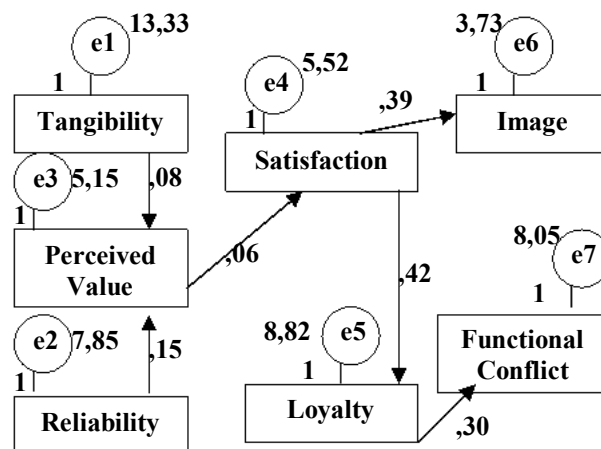 e1 13,33
1
Tangibility
e3 5,15
,08
1
Perceived
Value
e2 7,85
,15
1
Reliability
e4 5,52
1
Satisfaction
,06
,39
3,73 e6
1
Image
,42
8,82 e5
1
Loyalty
,30
8,05 e7
1
Functional
Conflict